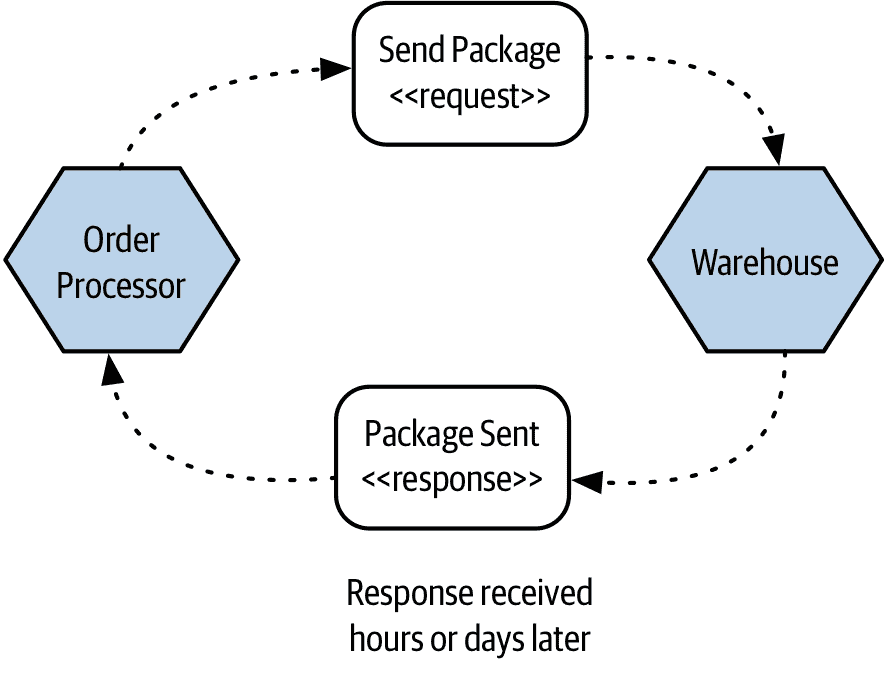 Send Package
<<request>>
Order
Processor
Warehouse
Package Sent
<<response>>
Response received
hours or days later